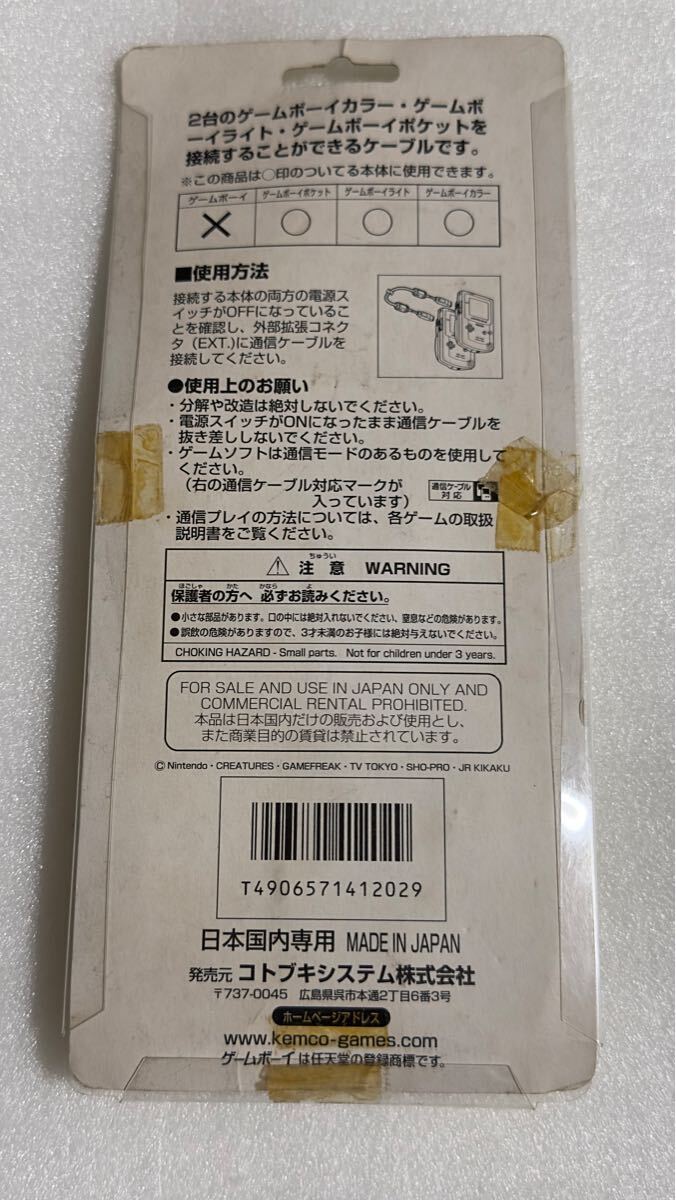 2台のゲームボーイカラー・ゲームボ
ーイライト・ゲームボーイポケットを
接続することができるケーブルです。
※この商品は○印のついてる本体に使用できます。
ゲームボーイ ゲームボーイポケット ゲームボーイライト ゲームボーイカラー
× ○ ○ ○
■使用方法
接続する本体の両方の電源ス
イッチがOFFになっているこ
とを確認し、外部拡張コネク
タ(EXT.)に通信ケーブルを
接続してください。
●使用上のお願い
・分解や改造は絶対しないでください。
・電源スイッチがONになったまま通信ケーブルを
抜き差ししないでください。
・ゲームソフトは通信モードのあるものを使用して
ください。
(右の通信ケーブル対応マークが
入っています)
通信ケーブル
対応
・通信プレイの方法については、各ゲームの取扱
説明書をご覧ください。
ちゅうい
⚠ 注 意 WARNING
ほごしゃ かた かなら よ
保護者の方へ 必ずお読みください。
●小さな部品があります。口の中には絶対入れないでください、窒息などの危険があります。
●誤飲の危険がありますので、3才未満のお子様には絶対与えないでください。
CHOKING HAZARD - Small parts. Not for children under 3 years.
FOR SALE AND USE IN JAPAN ONLY AND
COMMERCIAL RENTAL PROHIBITED.
本品は日本国内だけの販売および使用とし、
また商業目的の賃貸は禁止されています。
©Nintendo・CREATURES・GAMEFREAK・TV TOKYO・SHO-PRO・JR KIKAKU
T4906571412029
日本国内専用 MADE IN JAPAN
発売元 コトブキシステム株式会社
〒737-0045 広島県呉市本通2丁目6番3号
ホームページアドレス
www.kemco-games.com
ゲームボーイは任天堂の登録商標です。